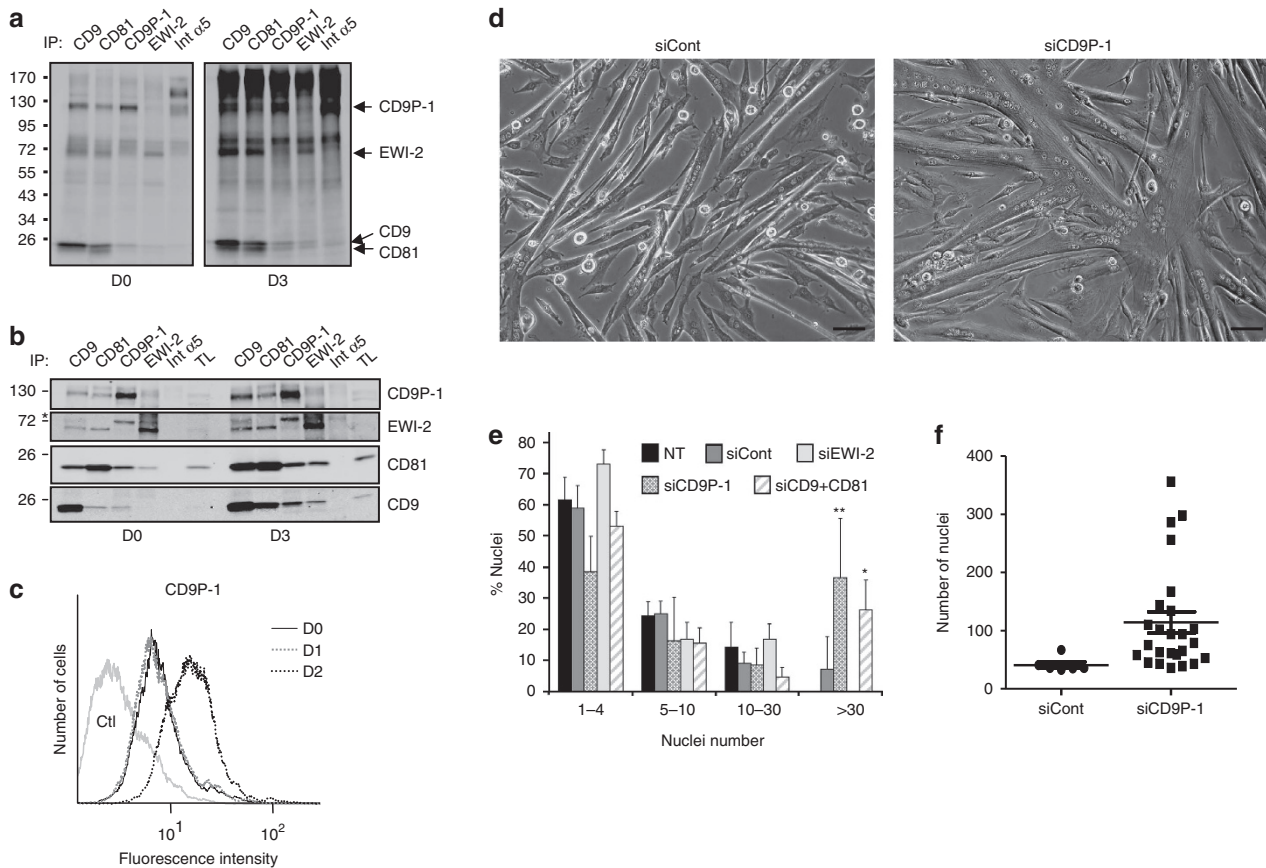 a
IP: CD9 CD81 CD9P-1 EWI-2 Int α5 CD9 CD81 CD9P-1 EWI-2 Int α5
170
130
95
72
55
43
34
26
CD9P-1
EWI-2
CD9
CD81
D0 D3
b
IP: CD9 CD81 CD9P-1 EWI-2 Int α5 TL CD9 CD81 CD9P-1 EWI-2 Int α5 TL
130 CD9P-1
*
72 EWI-2
26 CD81
26 CD9
D0 D3
c
CD9P-1
Number of cells
D0
D1
D2
Ctl
10¹ 10²
Fluorescence intensity
d
siCont siCD9P-1
e
NT siCont siEWI-2
siCD9P-1 siCD9+CD81
% Nuclei
80
70
60
50
40
30
20
10
0
**
*
1–4 5–10 10–30 >30
Nuclei number
f
Number of nuclei
400
300
200
100
0
siCont siCD9P-1